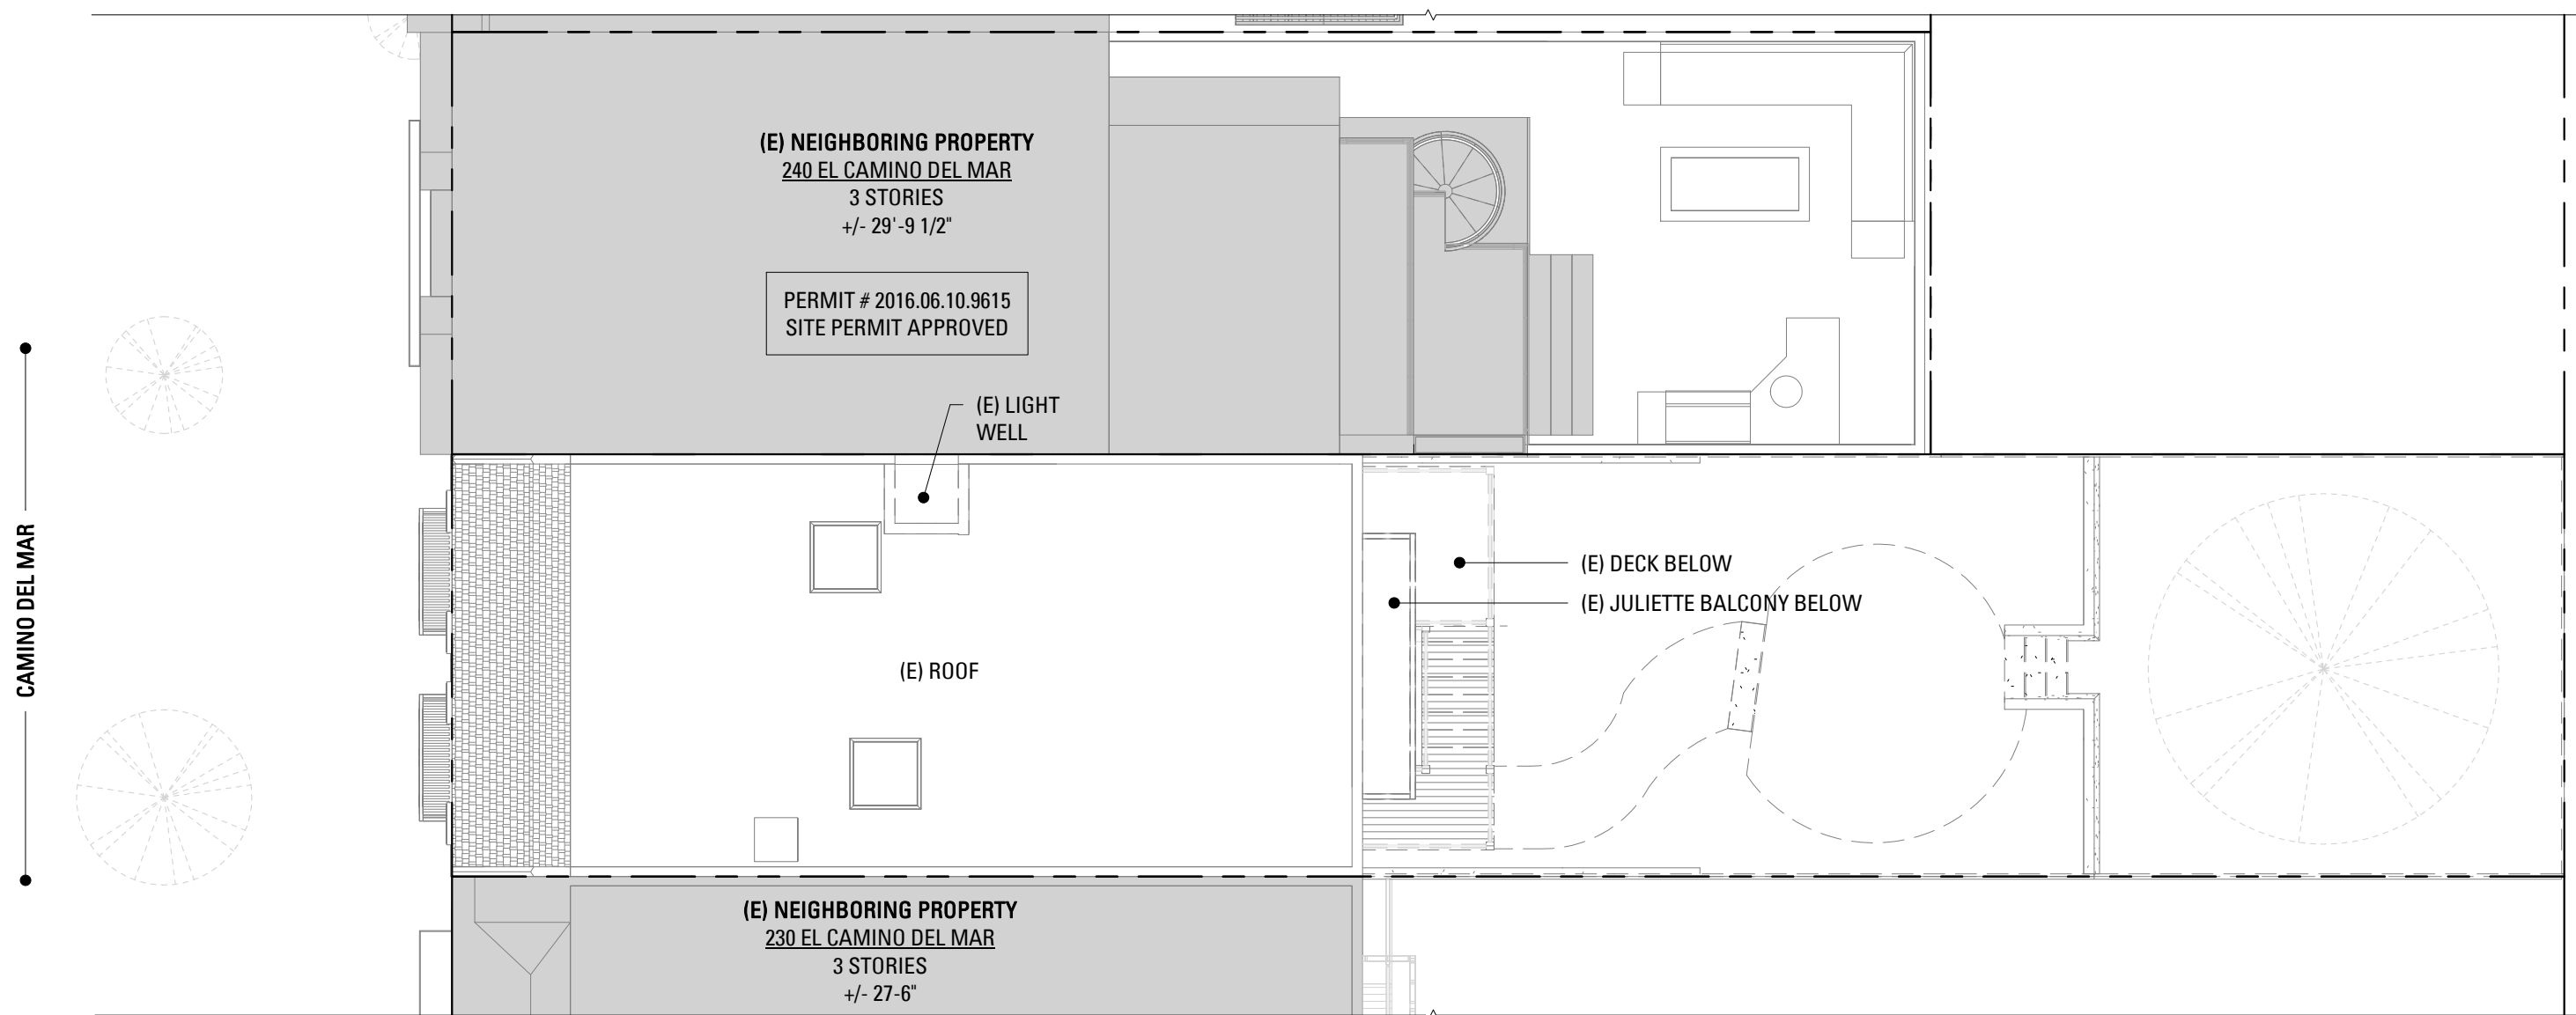 (E) NEIGHBORING PROPERTY
240 EL CAMINO DEL MAR
3 STORIES
+/- 29'-9 1/2"
PERMIT # 2016.06.10.9615
SITE PERMIT APPROVED
(E) LIGHT
WELL
CAMINO DEL MAR
(E) DECK BELOW
(E) JULIETTE BALCONY BELOW
(E) ROOF
(E) NEIGHBORING PROPERTY
230 EL CAMINO DEL MAR
3 STORIES
+/- 27-6"